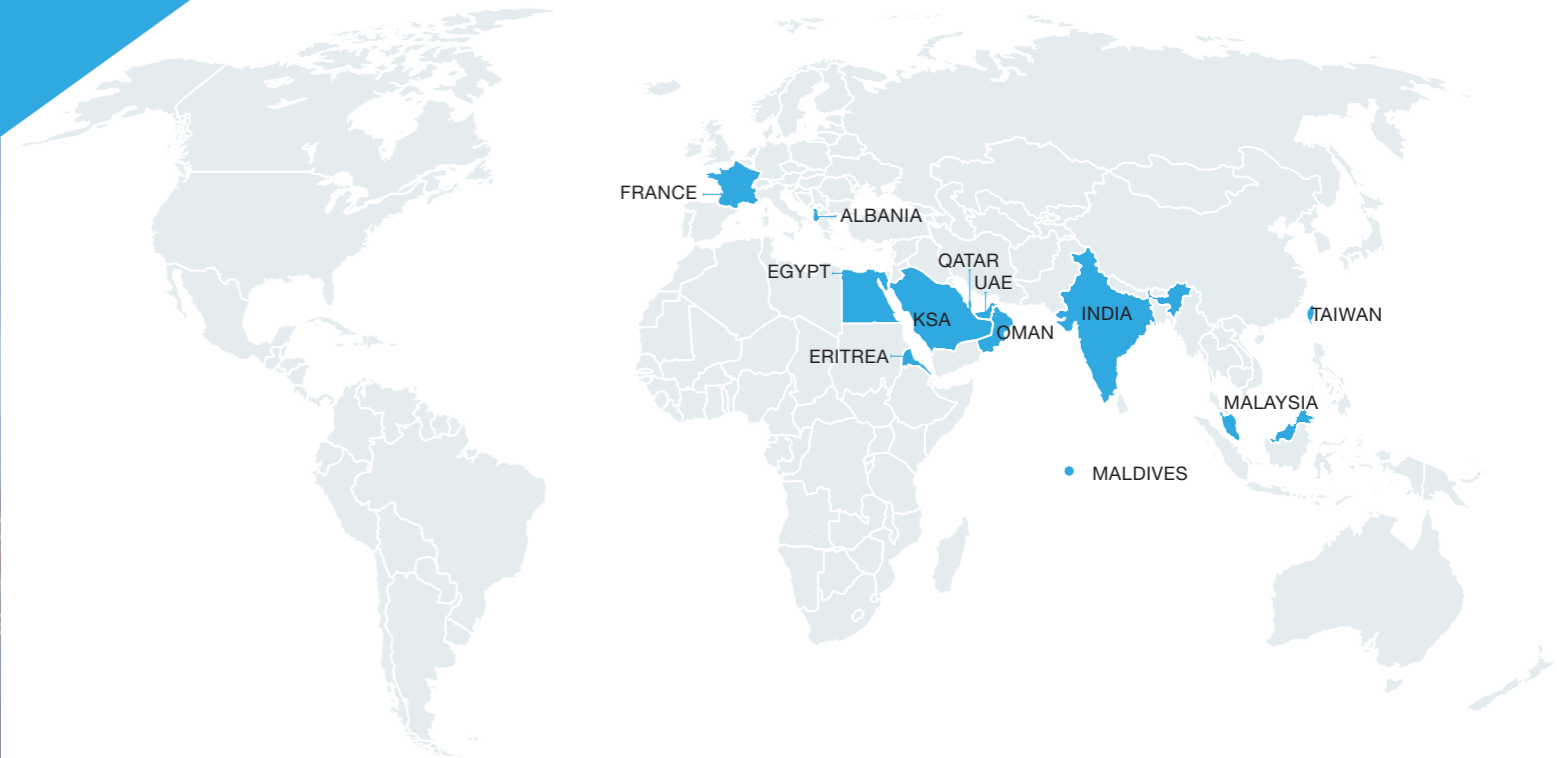 FRANCE
ALBANIA
QATAR
EGYPT
UAE
KSA
INDIA
TAIWAN
OMAN
ERITREA
MALAYSIA
MALDIVES